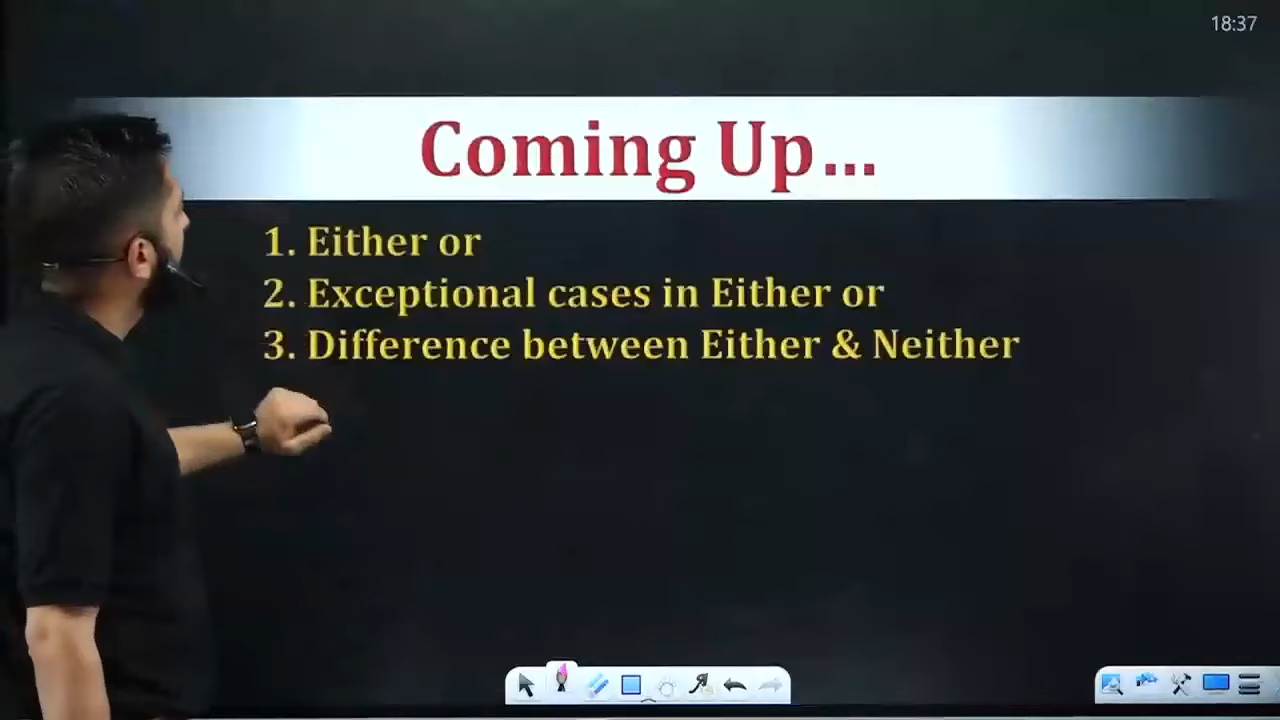 18:37
Coming Up...
1. Either or
2. Exceptional cases in Either or
3. Difference between Either & Neither